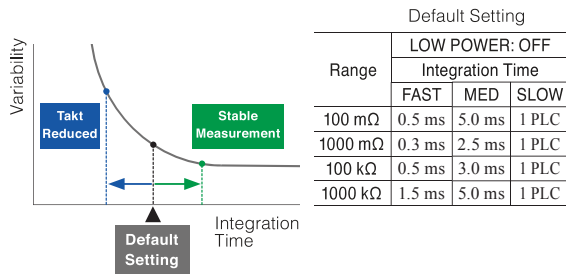 Variability
Takt
Reduced
Stable
Measurement
Integration
Time
Default
Setting
Default Setting
Range
LOW POWER: OFF
Integration Time
FAST MED SLOW
100 mΩ 0.5 ms 5.0 ms 1 PLC
1000 mΩ 0.3 ms 2.5 ms 1 PLC
100 kΩ 0.5 ms 3.0 ms 1 PLC
1000 kΩ 1.5 ms 5.0 ms 1 PLC